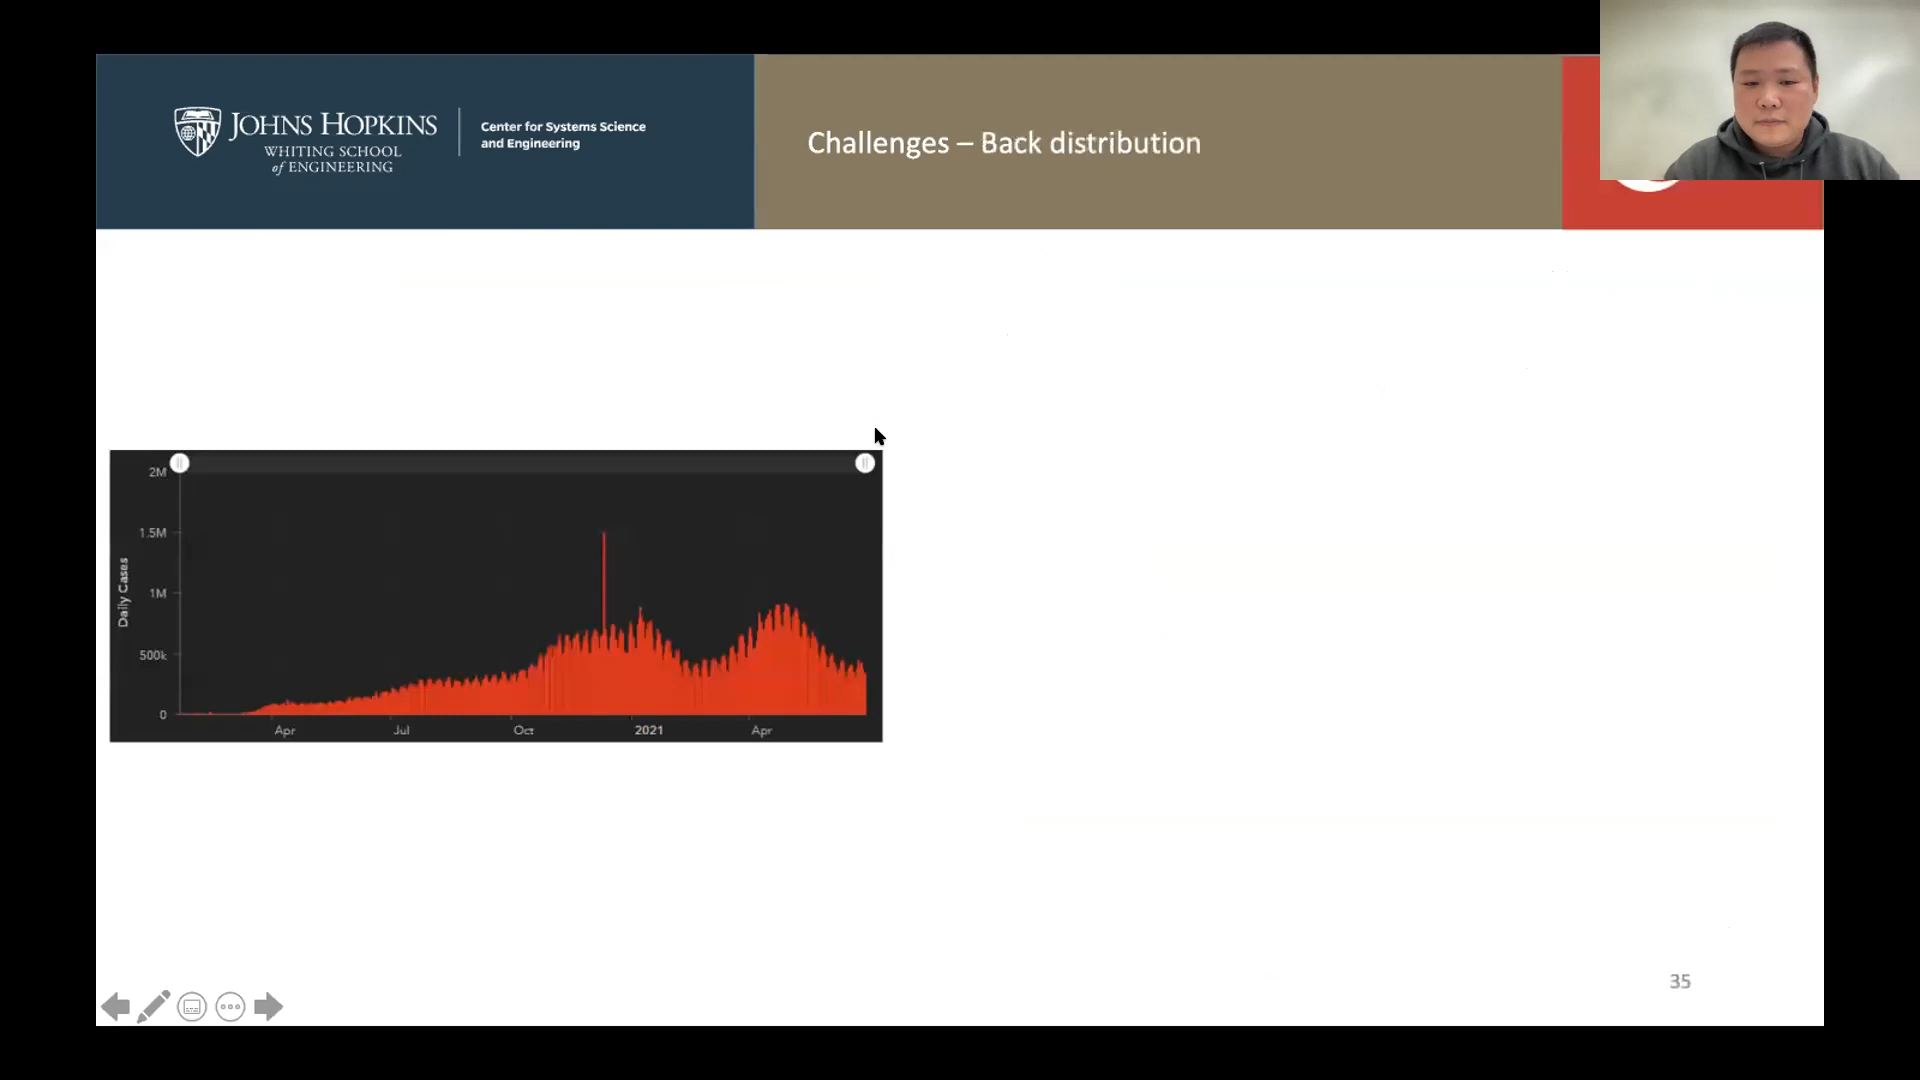 JOHNS HOPKINS
WHITING SCHOOL
of ENGINEERING
Center for Systems Science
and Engineering
Challenges – Back distribution
2M
1.5M
1M
500k
0
Daily Cases
Apr
Jul
Oct
2021
Apr
35